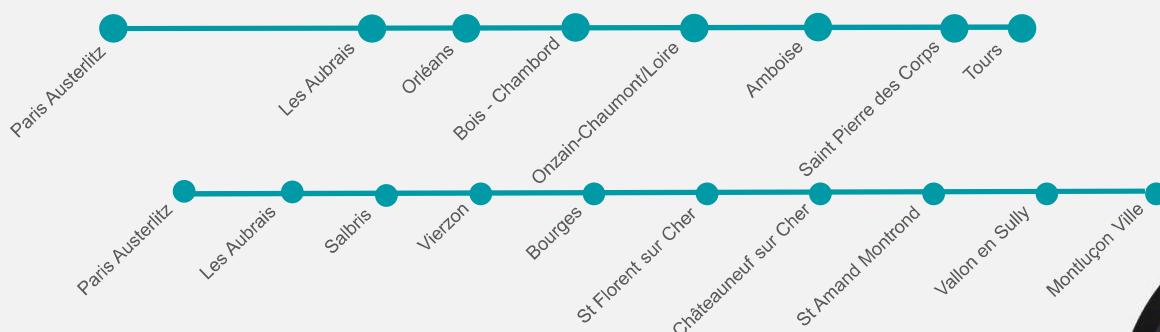 Paris Austerlitz
Les Aubrais
Orléans
Bois - Chambord
Onzain-Chaumont/Loire
Amboise
Saint Pierre des Corps
Tours
Paris Austerlitz
Les Aubrais
Salbris
Vierzon
Bourges
St Florent sur Cher
Châteauneuf sur Cher
St Amand Montrond
Vallon en Sully
Montluçon Ville